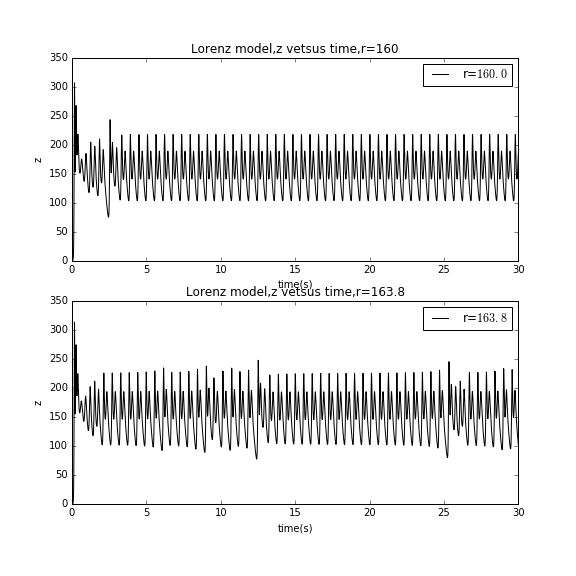 Lorenz model,z vetsus time,r=160
350
300
250
200
150
100
50
0
z
r=160.0
0 5 10 15 20 25 30
time(s)
Lorenz model,z vetsus time,r=163.8
350
300
250
200
150
100
50
0
z
r=163.8
0 5 10 15 20 25 30
time(s)